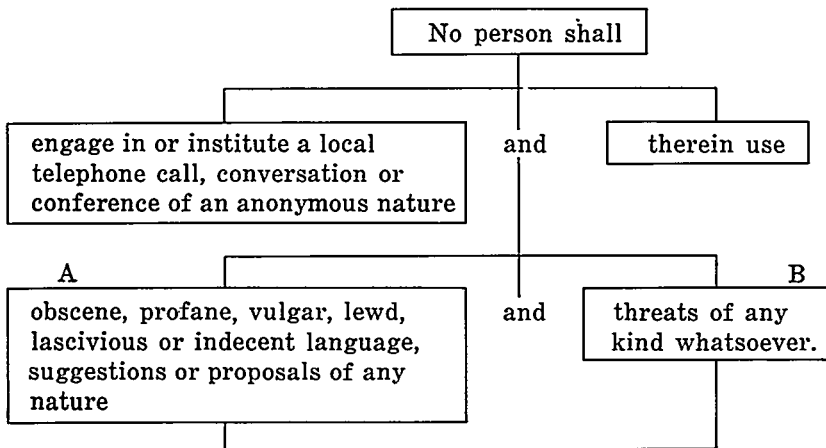 No person shall
engage in or institute a local
telephone call, conversation or
conference of an anonymous nature
and
therein use
A
obscene, profane, vulgar, lewd,
lascivious or indecent language,
suggestions or proposals of any
nature
and
B
threats of any
kind whatsoever.